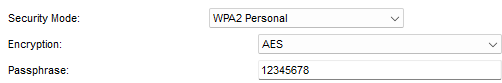 Security Mode: WPA2 Personal
Encryption: AES
Passphrase: 12345678